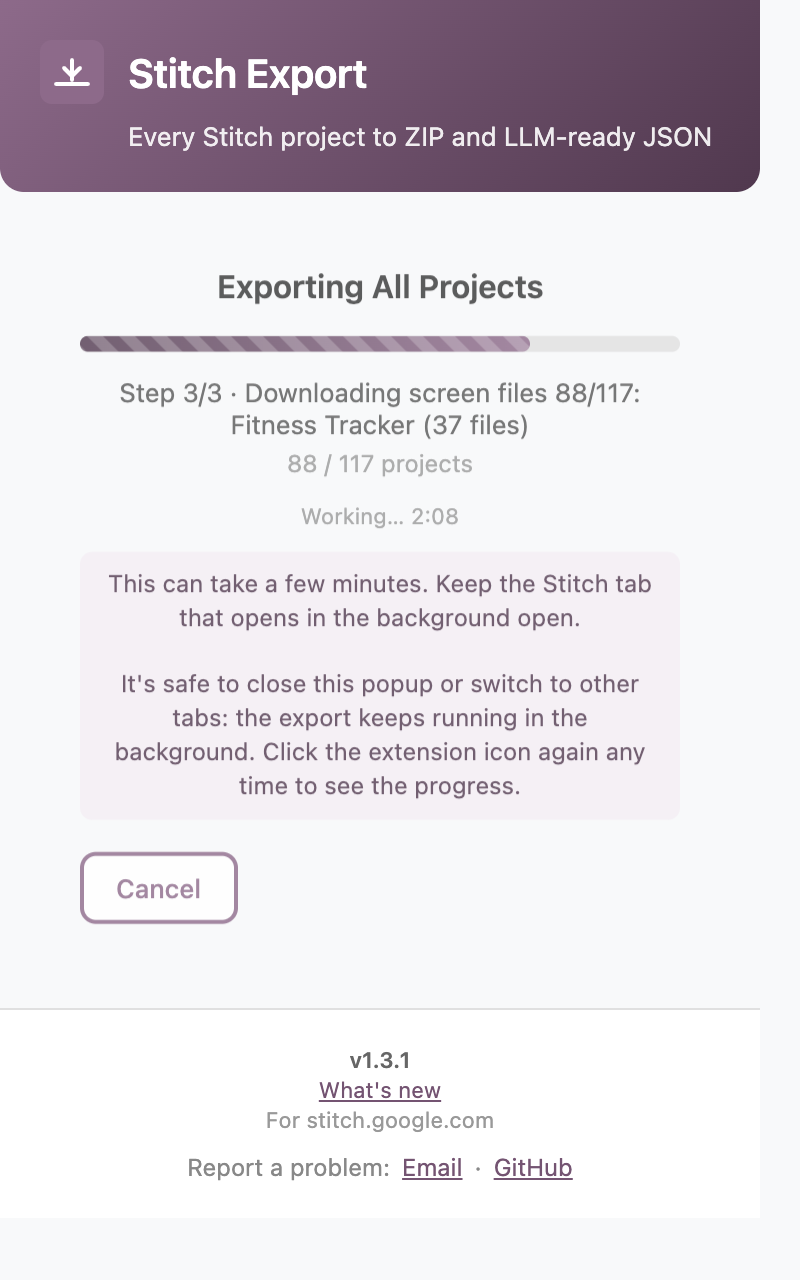 Stitch Export
Every Stitch project to ZIP and LLM-ready JSON
Exporting All Projects
Step 3/3 · Downloading screen files 88/117:
Fitness Tracker (37 files)
88 / 117 projects
Working... 2:08
This can take a few minutes. Keep the Stitch tab
that opens in the background open.
It's safe to close this popup or switch to other
tabs: the export keeps running in the
background. Click the extension icon again any
time to see the progress.
Cancel
v1.3.1
What's new
For stitch.google.com
Report a problem: Email · GitHub